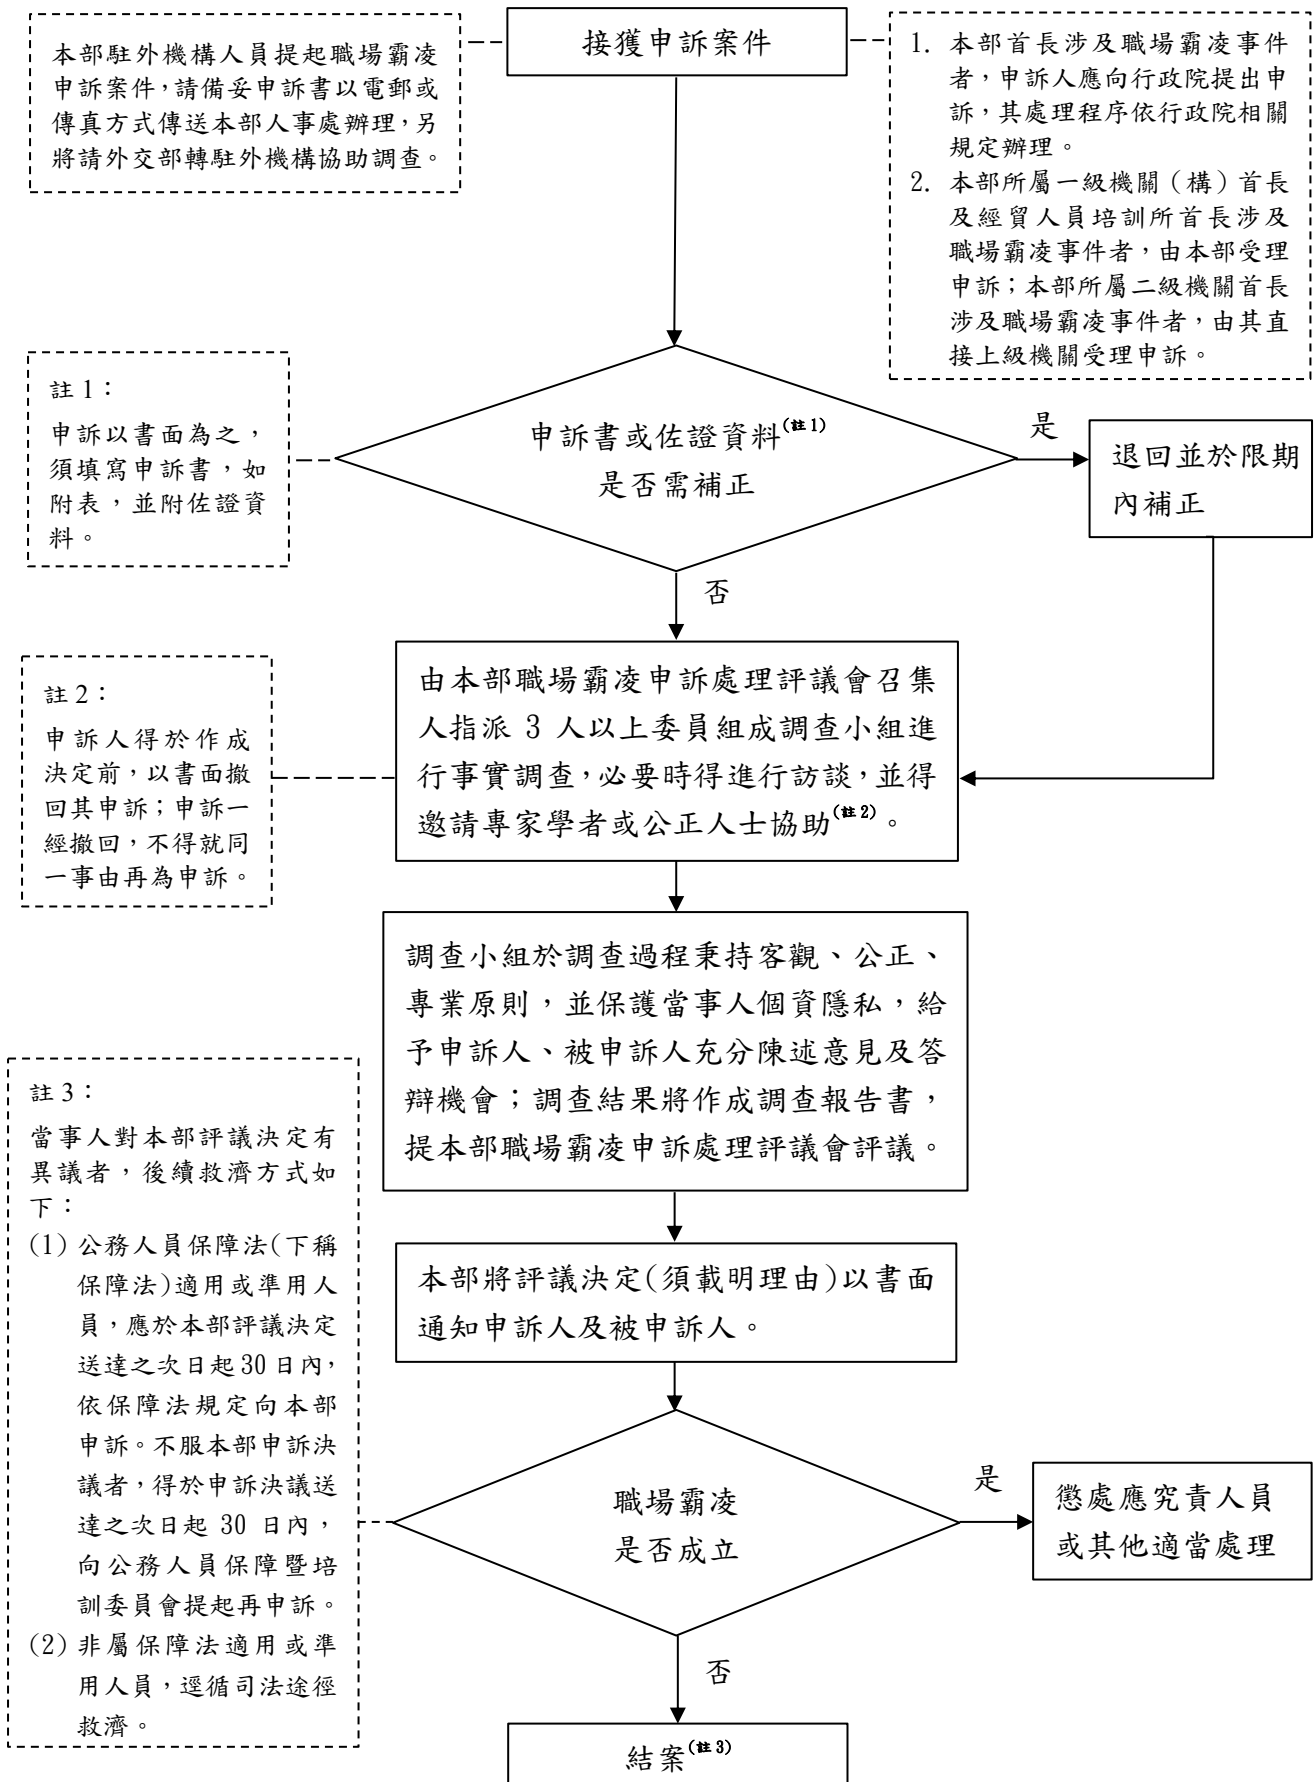 接獲申訴案件
本部駐外機構人員提起職場霸凌
申訴案件，請備妥申訴書以電郵或
傳真方式傳送本部人事處辦理，另
將請外交部轉駐外機構協助調查。
1. 本部首長涉及職場霸凌事件
者，申訴人應向行政院提出申
訴，其處理程序依行政院相關
規定辦理。
2. 本部所屬一級機關（構）首長
及經貿人員培訓所首長涉及
職場霸凌事件者，由本部受理
申訴；本部所屬二級機關首長
涉及職場霸凌事件者，由其直
接上級機關受理申訴。
註 1：
申訴以書面為之，
須填寫申訴書，如
附表，並附佐證資
料。
申訴書或佐證資料(註 1)
是否需補正
是
退回並於限期
內補正
否
註 2：
申訴人得於作成
決定前，以書面撤
回其申訴；申訴一
經撤回，不得就同
一事由再為申訴。
由本部職場霸凌申訴處理評議會召集
人指派 3 人以上委員組成調查小組進
行事實調查，必要時得進行訪談，並得
邀請專家學者或公正人士協助(註 2)。
調查小組於調查過程秉持客觀、公正、
專業原則，並保護當事人個資隱私，給
予申訴人、被申訴人充分陳述意見及答
辯機會；調查結果將作成調查報告書，
提本部職場霸凌申訴處理評議會評議。
註 3：
當事人對本部評議決定有
異議者，後續救濟方式如
下：
(1) 公務人員保障法(下稱
保障法)適用或準用人
員，應於本部評議決定
送達之次日起 30 日內，
依保障法規定向本部
申訴。不服本部申訴決
議者，得於申訴決議送
達之次日起 30 日內，
向公務人員保障暨培
訓委員會提起再申訴。
(2) 非屬保障法適用或準
用人員，逕循司法途徑
救濟。
本部將評議決定(須載明理由)以書面
通知申訴人及被申訴人。
職場霸凌
是否成立
是
懲處應究責人員
或其他適當處理
否
結案(註 3)